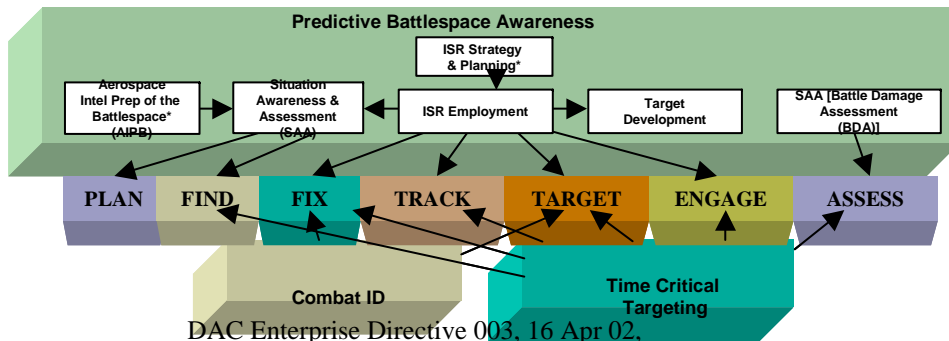 Predictive Battlespace Awareness
ISR Strategy
& Planning*
Aerospace
Intel Prep of the
Battlespace*
(AIPB)
Situation
Awareness &
Assessment
(SAA)
ISR Employment
Target
Development
SAA [Battle Damage
Assessment
(BDA)]
PLAN
FIND
FIX
TRACK
TARGET
ENGAGE
ASSESS
Combat ID
Time Critical
Targeting
DAC Enterprise Directive 003, 16 Apr 02,